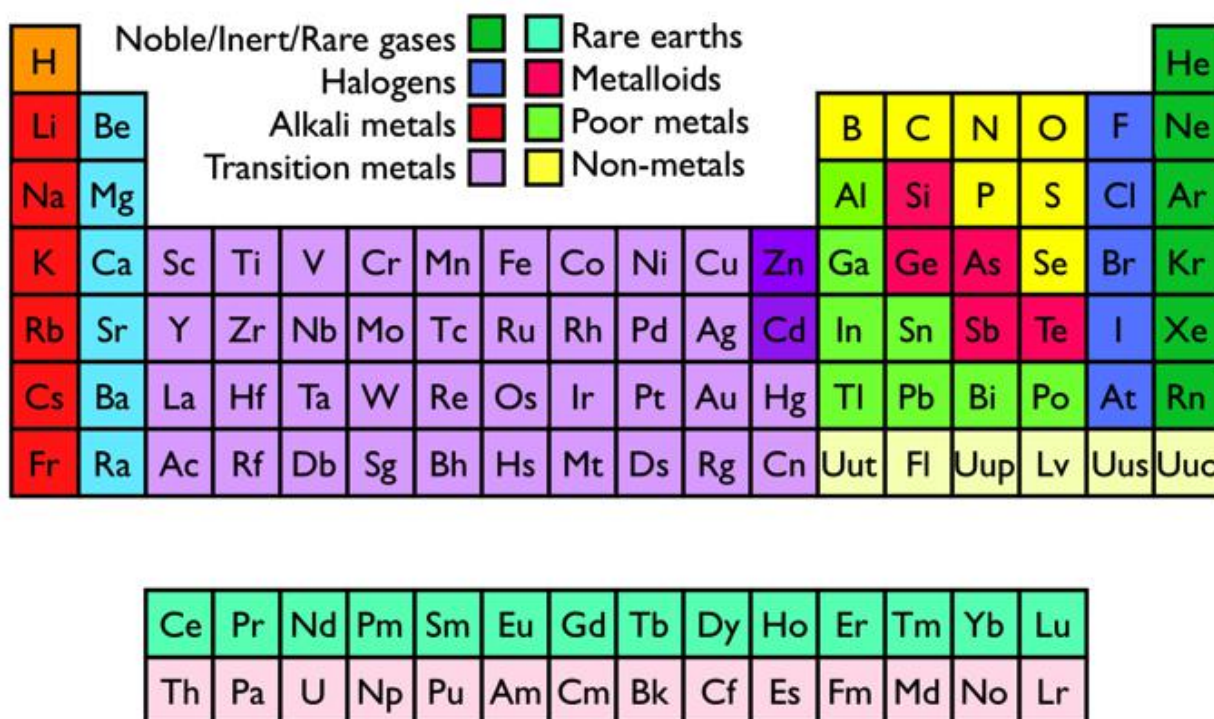 Noble/Inert/Rare gases Rare earths
H He
Halogens Metalloids
Li Be Alkali metals Poor metals B C N O F Ne
Transition metals Non-metals
Na Mg Al Si P S Cl Ar
K Ca Sc Ti V Cr Mn Fe Co Ni Cu Zn Ga Ge As Se Br Kr
Rb Sr Y Zr Nb Mo Tc Ru Rh Pd Ag Cd In Sn Sb Te I Xe
Cs Ba La Hf Ta W Re Os Ir Pt Au Hg Tl Pb Bi Po At Rn
Fr Ra Ac Rf Db Sg Bh Hs Mt Ds Rg Cn Uut Fl Uup Lv Uus Uuo
Ce Pr Nd Pm Sm Eu Gd Tb Dy Ho Er Tm Yb Lu
Th Pa U Np Pu Am Cm Bk Cf Es Fm Md No Lr